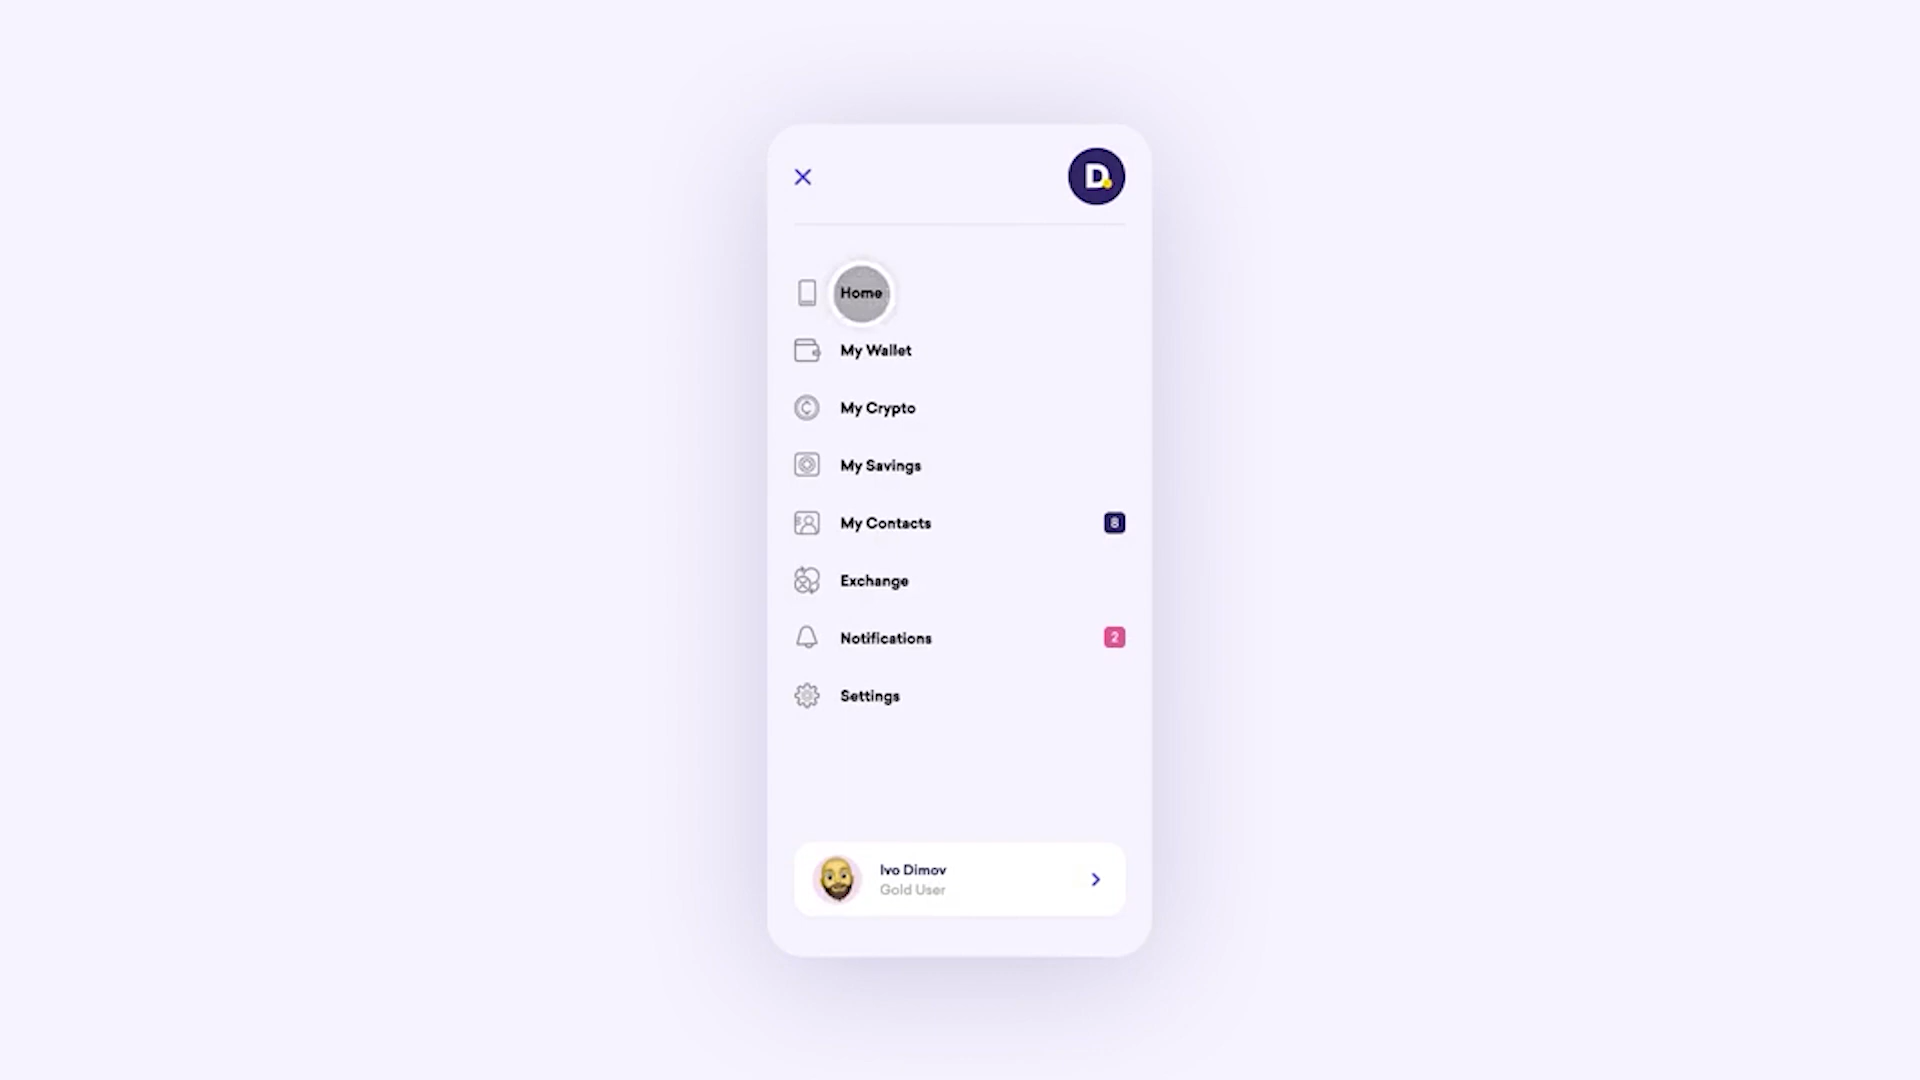 D
Home
My Wallet
My Crypto
My Savings
My Contacts 8
Exchange
Notifications 2
Settings
Ivo Dimov
Gold User